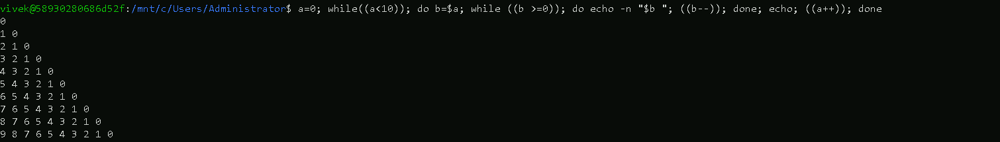 vivek@58930280686d52f:/mnt/c/Users/Administrator$ a=0; while((a<10)); do b=$a; while ((b >=0)); do echo -n "$b "; ((b--)); done; echo; ((a++)); done
0
1 0
2 1 0
3 2 1 0
4 3 2 1 0
5 4 3 2 1 0
6 5 4 3 2 1 0
7 6 5 4 3 2 1 0
8 7 6 5 4 3 2 1 0
9 8 7 6 5 4 3 2 1 0